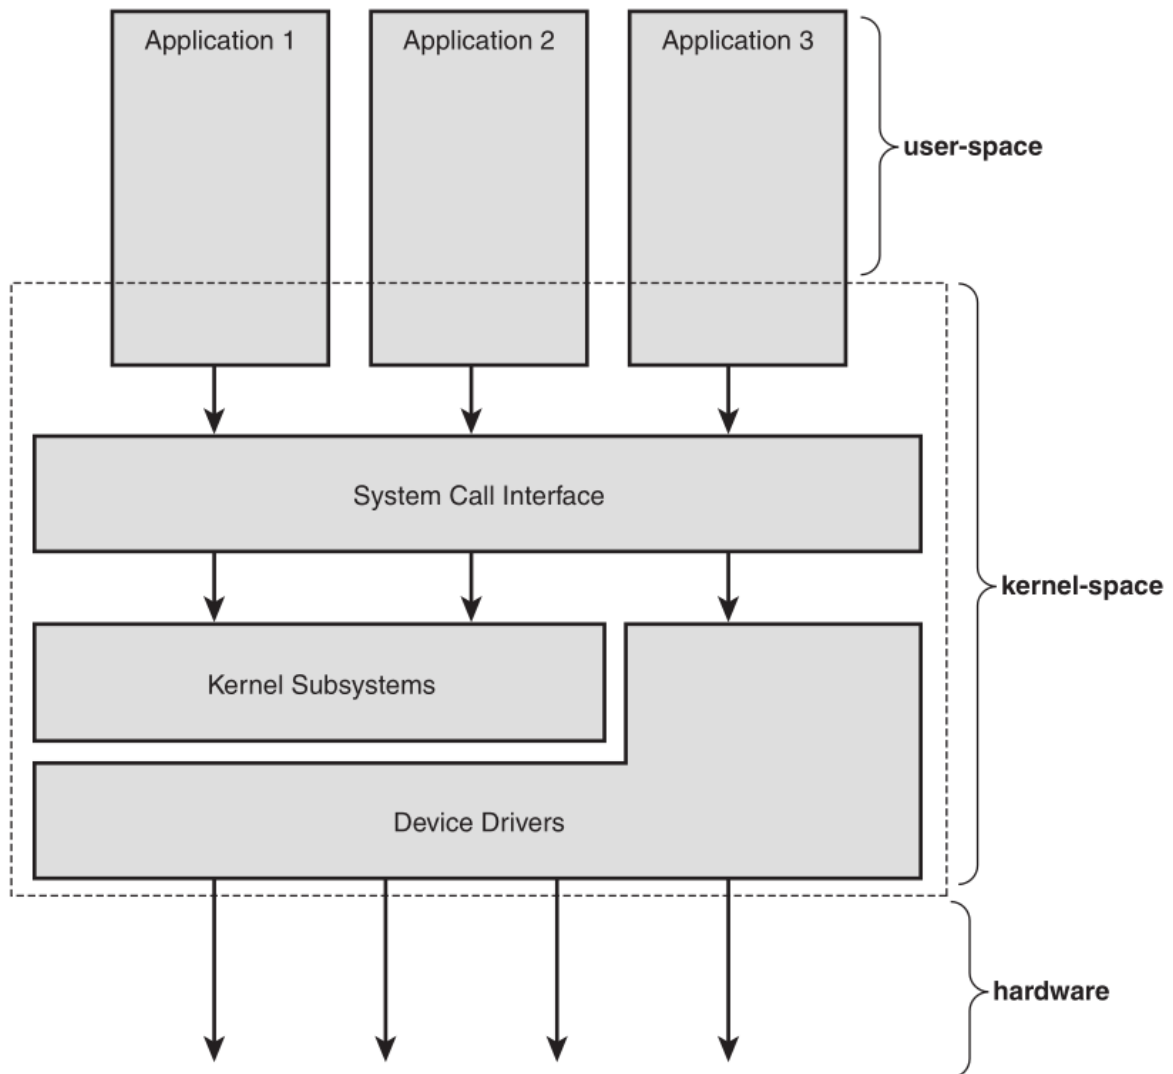 Application 1
Application 2
Application 3
user-space
System Call Interface
kernel-space
Kernel Subsystems
Device Drivers
hardware